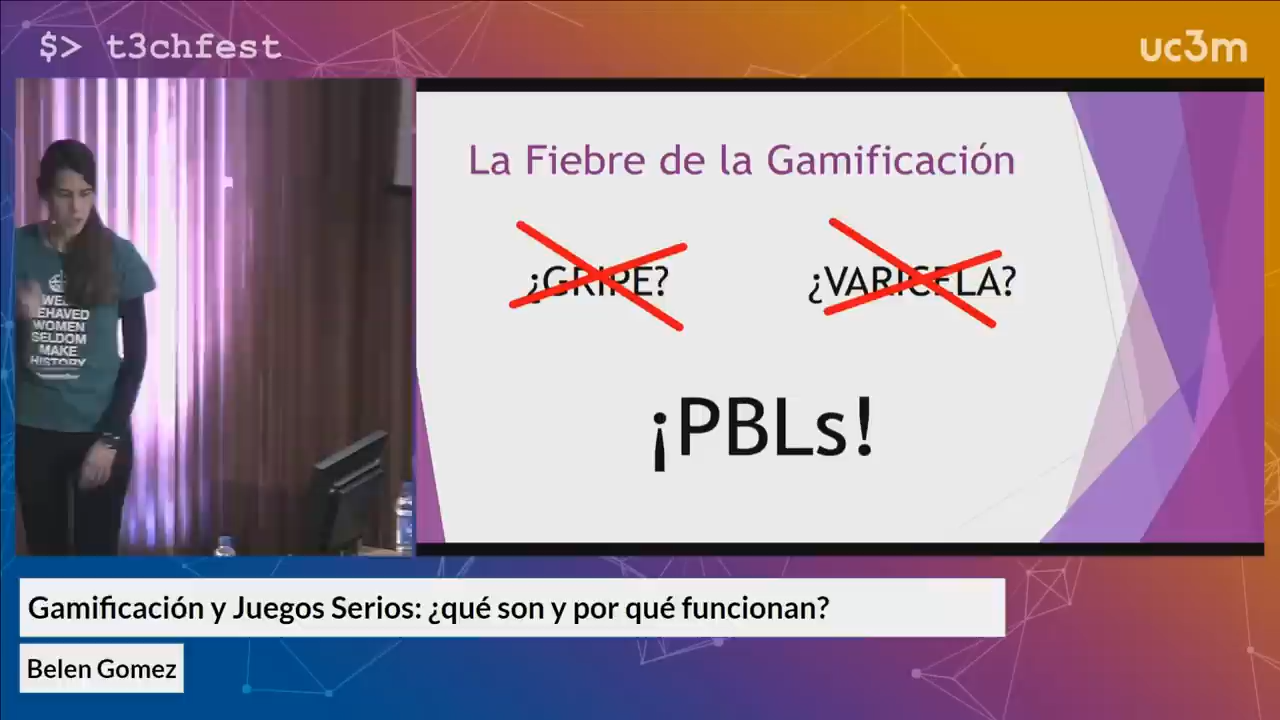 $> t3chfest
uc3m
La Fiebre de la Gamificación
¿GRIPE?
¿VARICELA?
¡PBLs!
WELL
BEHAVED
WOMEN
SELDOM
MAKE
HISTORY
Gamificación y Juegos Serios: ¿qué son y por qué funcionan?
Belen Gomez